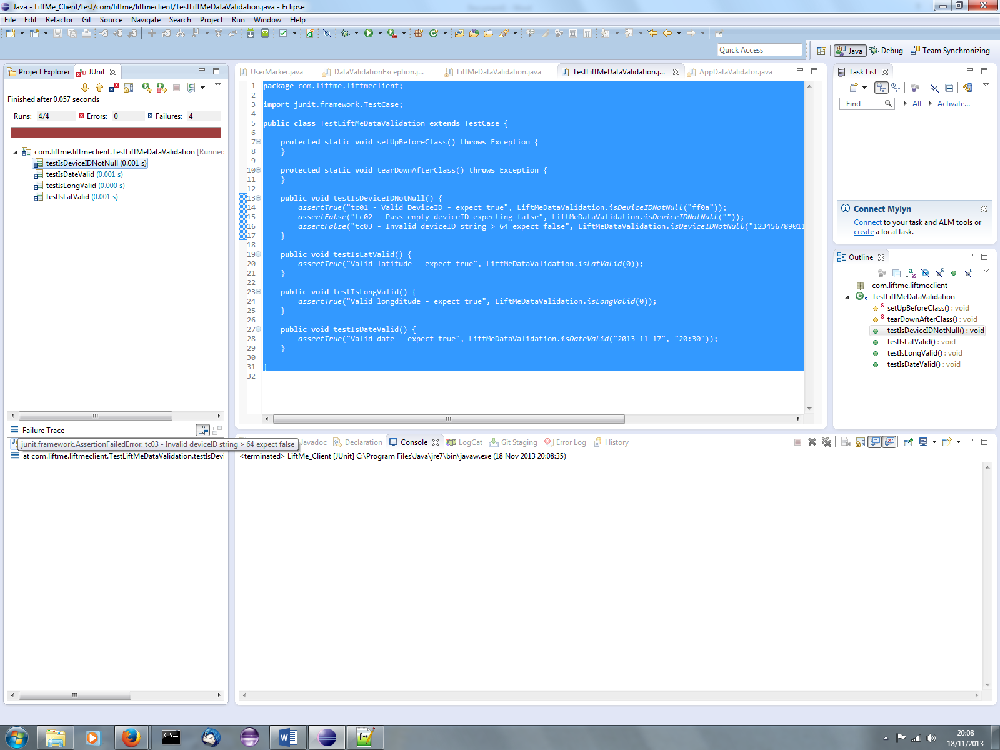 Java - LiftMe_Client/test/com/liftme/liftmeclient/TestLiftMeDataValidation.java - Eclipse
File Edit Refactor Git Source Navigate Search Project Run Window Help
Quick Access
Java Debug Team Synchronizing
Project Explorer JUnit
Finished after 0.057 seconds
Runs: 4/4 Errors: 0 Failures: 4
com.liftme.liftmeclient.TestLiftMeDataValidation [Runner:
testIsDeviceIDNotNull (0.001 s)
testIsDateValid (0.001 s)
testIsLongValid (0.000 s)
testIsLatValid (0.001 s)
Failure Trace
junit.framework.AssertionFailedError: tc03 - Invalid deviceID string > 64 expect false
at com.liftme.liftmeclient.TestLiftMeDataValidation.testIsDevi
UserMarker.java DataValidationException.j... LiftMeDataValidation.java TestLiftMeDataValidation.j... AppDataValidator.java
1 package com.liftme.liftmeclient;
2
3 import junit.framework.TestCase;
4
5 public class TestLiftMeDataValidation extends TestCase {
6
7 protected static void setUpBeforeClass() throws Exception {
8 }
9
10 protected static void tearDownAfterClass() throws Exception {
11 }
12
13 public void testIsDeviceIDNotNull() {
14 assertTrue("tc01 - Valid DeviceID - expect true", LiftMeDataValidation.isDeviceIDNotNull("ff0a"));
15 assertFalse("tc02 - Pass empty deviceID expecting false", LiftMeDataValidation.isDeviceIDNotNull(""));
16 assertFalse("tc03 - Invalid deviceID string > 64 expect false", LiftMeDataValidation.isDeviceIDNotNull("123456789011
17 }
18
19 public void testIsLatValid() {
20 assertTrue("Valid latitude - expect true", LiftMeDataValidation.isLatValid(0));
21 }
22
23 public void testIsLongValid() {
24 assertTrue("Valid longditude - expect true", LiftMeDataValidation.isLongValid(0));
25 }
26
27 public void testIsDateValid() {
28 assertTrue("Valid date - expect true", LiftMeDataValidation.isDateValid("2013-11-17", "20:30"));
29 }
30
31 }
32
Javadoc Declaration Console LogCat Git Staging Error Log History
<terminated> LiftMe_Client [JUnit] C:\Program Files\Java\jre7\bin\javaw.exe (18 Nov 2013 20:08:35)
Task List
Find All Activate...
Connect Mylyn
Connect to your task and ALM tools or
create a local task.
Outline
com.liftme.liftmeclient
TestLiftMeDataValidation
setUpBeforeClass() : void
tearDownAfterClass() : void
testIsDeviceIDNotNull() : void
testIsLatValid() : void
testIsLongValid() : void
testIsDateValid() : void
20:08
18/11/2013